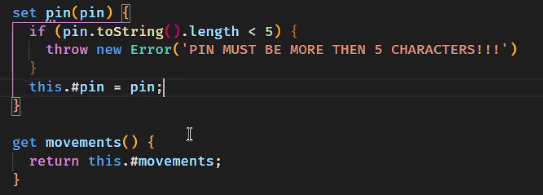 set pin(pin) {
if (pin.toString().length < 5) {
throw new Error('PIN MUST BE MORE THEN 5 CHARACTERS!!!')
}
this.#pin = pin;
}
get movements() {
return this.#movements;
}